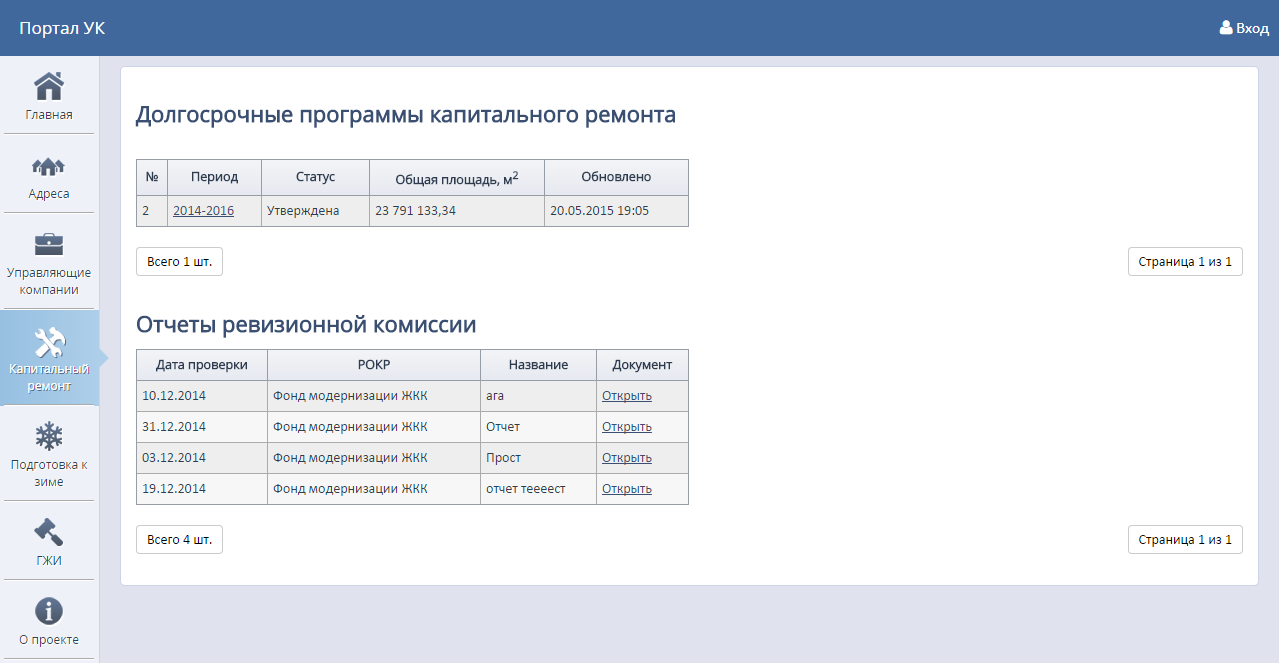 Портал УК
Вход
Главная
Адреса
Управляющие
компании
Капитальный
ремонт
Подготовка к
зиме
ГЖИ
О проекте
Долгосрочные программы капитального ремонта
№ Период Статус Общая площадь, м2 Обновлено
2 2014-2016 Утверждена 23 791 133,34 20.05.2015 19:05
Всего 1 шт. Страница 1 из 1
Отчеты ревизионной комиссии
Дата проверки РОКР Название Документ
10.12.2014 Фонд модернизации ЖКК ага Открыть
31.12.2014 Фонд модернизации ЖКК Отчет Открыть
03.12.2014 Фонд модернизации ЖКК Прост Открыть
19.12.2014 Фонд модернизации ЖКК отчет теееест Открыть
Всего 4 шт. Страница 1 из 1